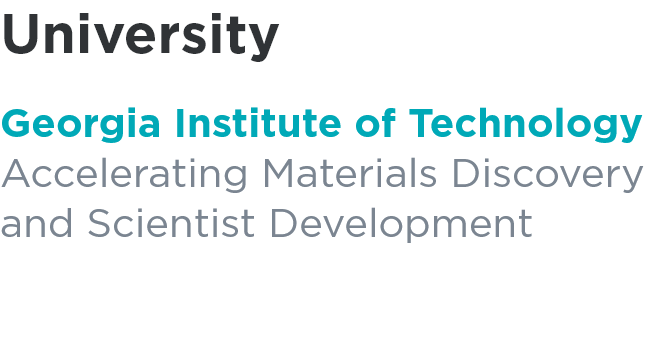 University
Georgia Institute of Technology
Accelerating Materials Discovery
and Scientist Development